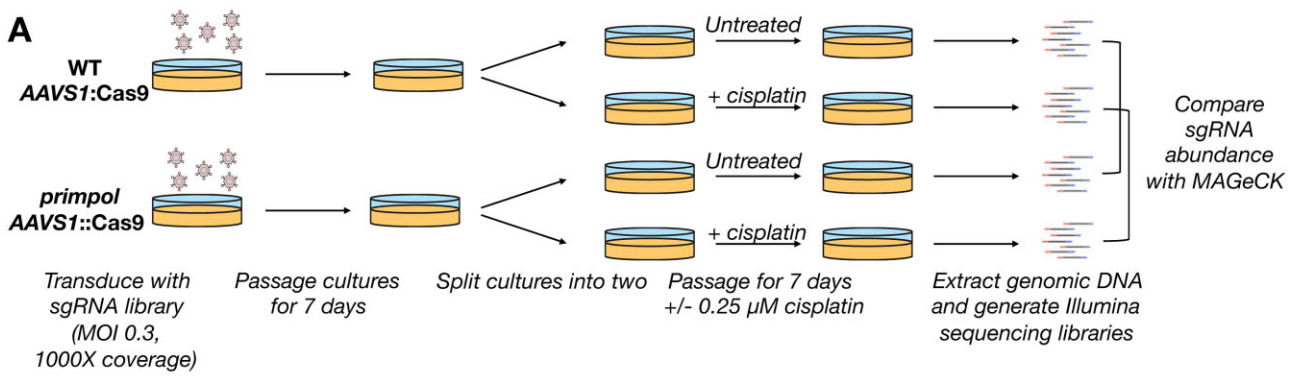 A
WT
AAVS1:Cas9
primpol
AAVS1::Cas9
Untreated
+ cisplatin
Untreated
+ cisplatin
Compare
sgRNA
abundance
with MAGeCK
Transduce with
sgRNA library
(MOI 0.3,
1000X coverage)
Passage cultures
for 7 days
Split cultures into two
Passage for 7 days
+/- 0.25 µM cisplatin
Extract genomic DNA
and generate Illumina
sequencing libraries